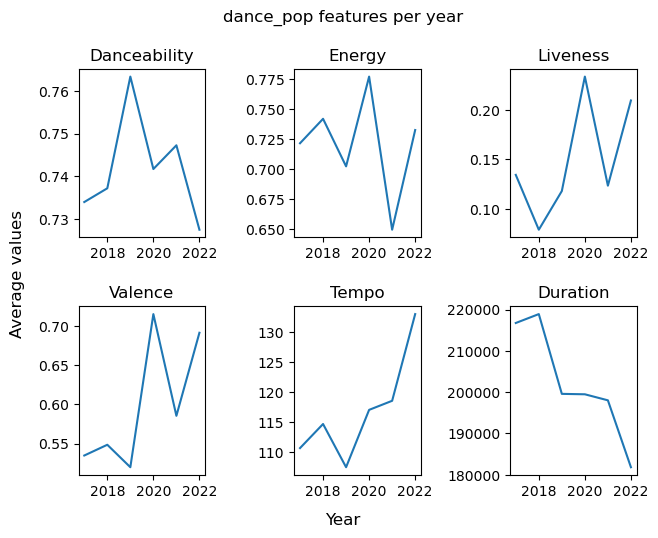 dance_pop features per year
Danceability
0.76
0.75
0.74
0.73
2018 2020 2022
Energy
0.775
0.750
0.725
0.700
0.675
0.650
2018 2020 2022
Liveness
0.20
0.15
0.10
2018 2020 2022
Average values
Valence
0.70
0.65
0.60
0.55
2018 2020 2022
Tempo
130
125
120
115
110
2018 2020 2022
Duration
220000
210000
200000
190000
180000
2018 2020 2022
Year